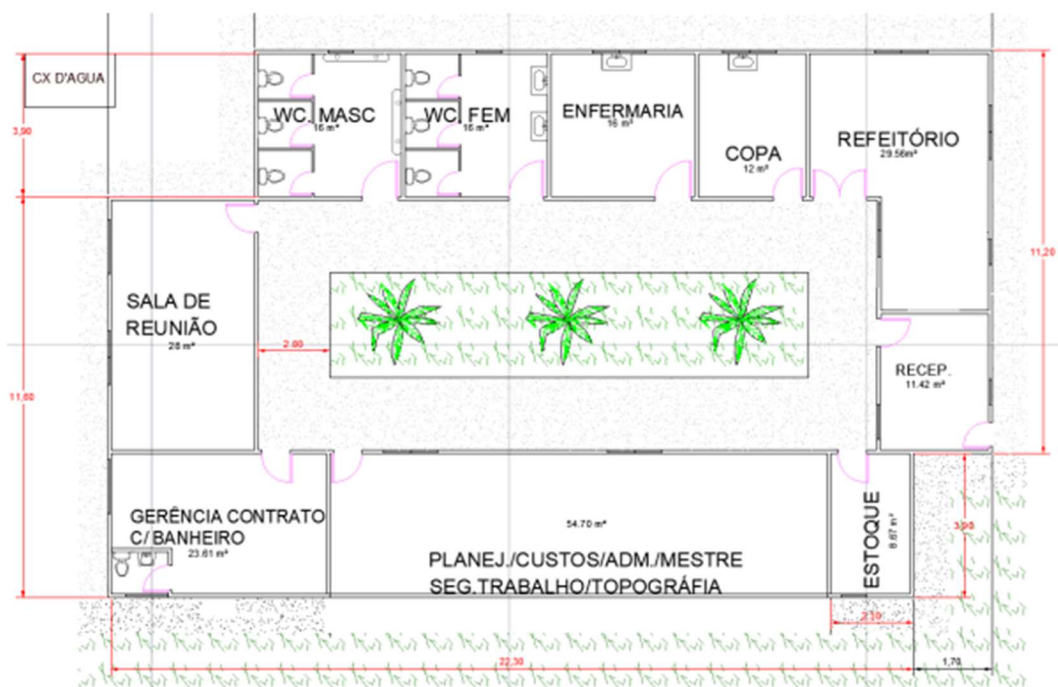 CX D'AGUA
3,90
WC. MASC
16 m²
WC. FEM
16 m²
ENFERMARIA
16 m²
COPA
12 m²
REFEITÓRIO
29.56m²
11,20
SALA DE
REUNIÃO
28 m²
2.00
RECEP.
11.42 m²
11,60
GERÊNCIA CONTRATO
C/ BANHEIRO
23.61 m²
54.70 m²
PLANEJ./CUSTOS/ADM./MESTRE
SEG.TRABALHO/TOPOGRÁFIA
ESTOQUE
8.67 m²
3,90
22,30
1,70